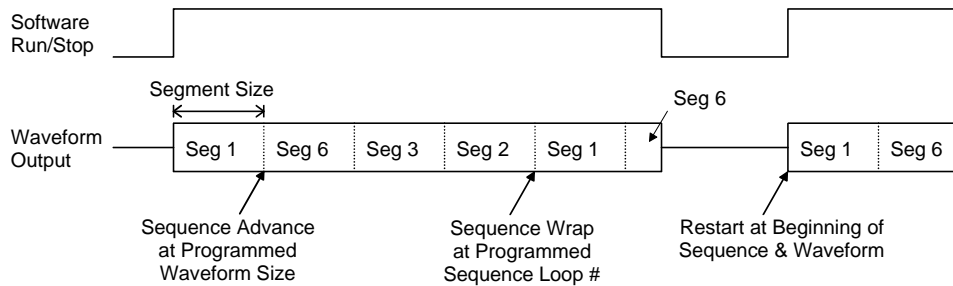 Software
Run/Stop
Segment Size
Seg 6
Waveform
Output
Seg 1 Seg 6 Seg 3 Seg 2 Seg 1 Seg 1 Seg 6
Sequence Advance
at Programmed
Waveform Size
Sequence Wrap
at Programmed
Sequence Loop #
Restart at Beginning of
Sequence & Waveform